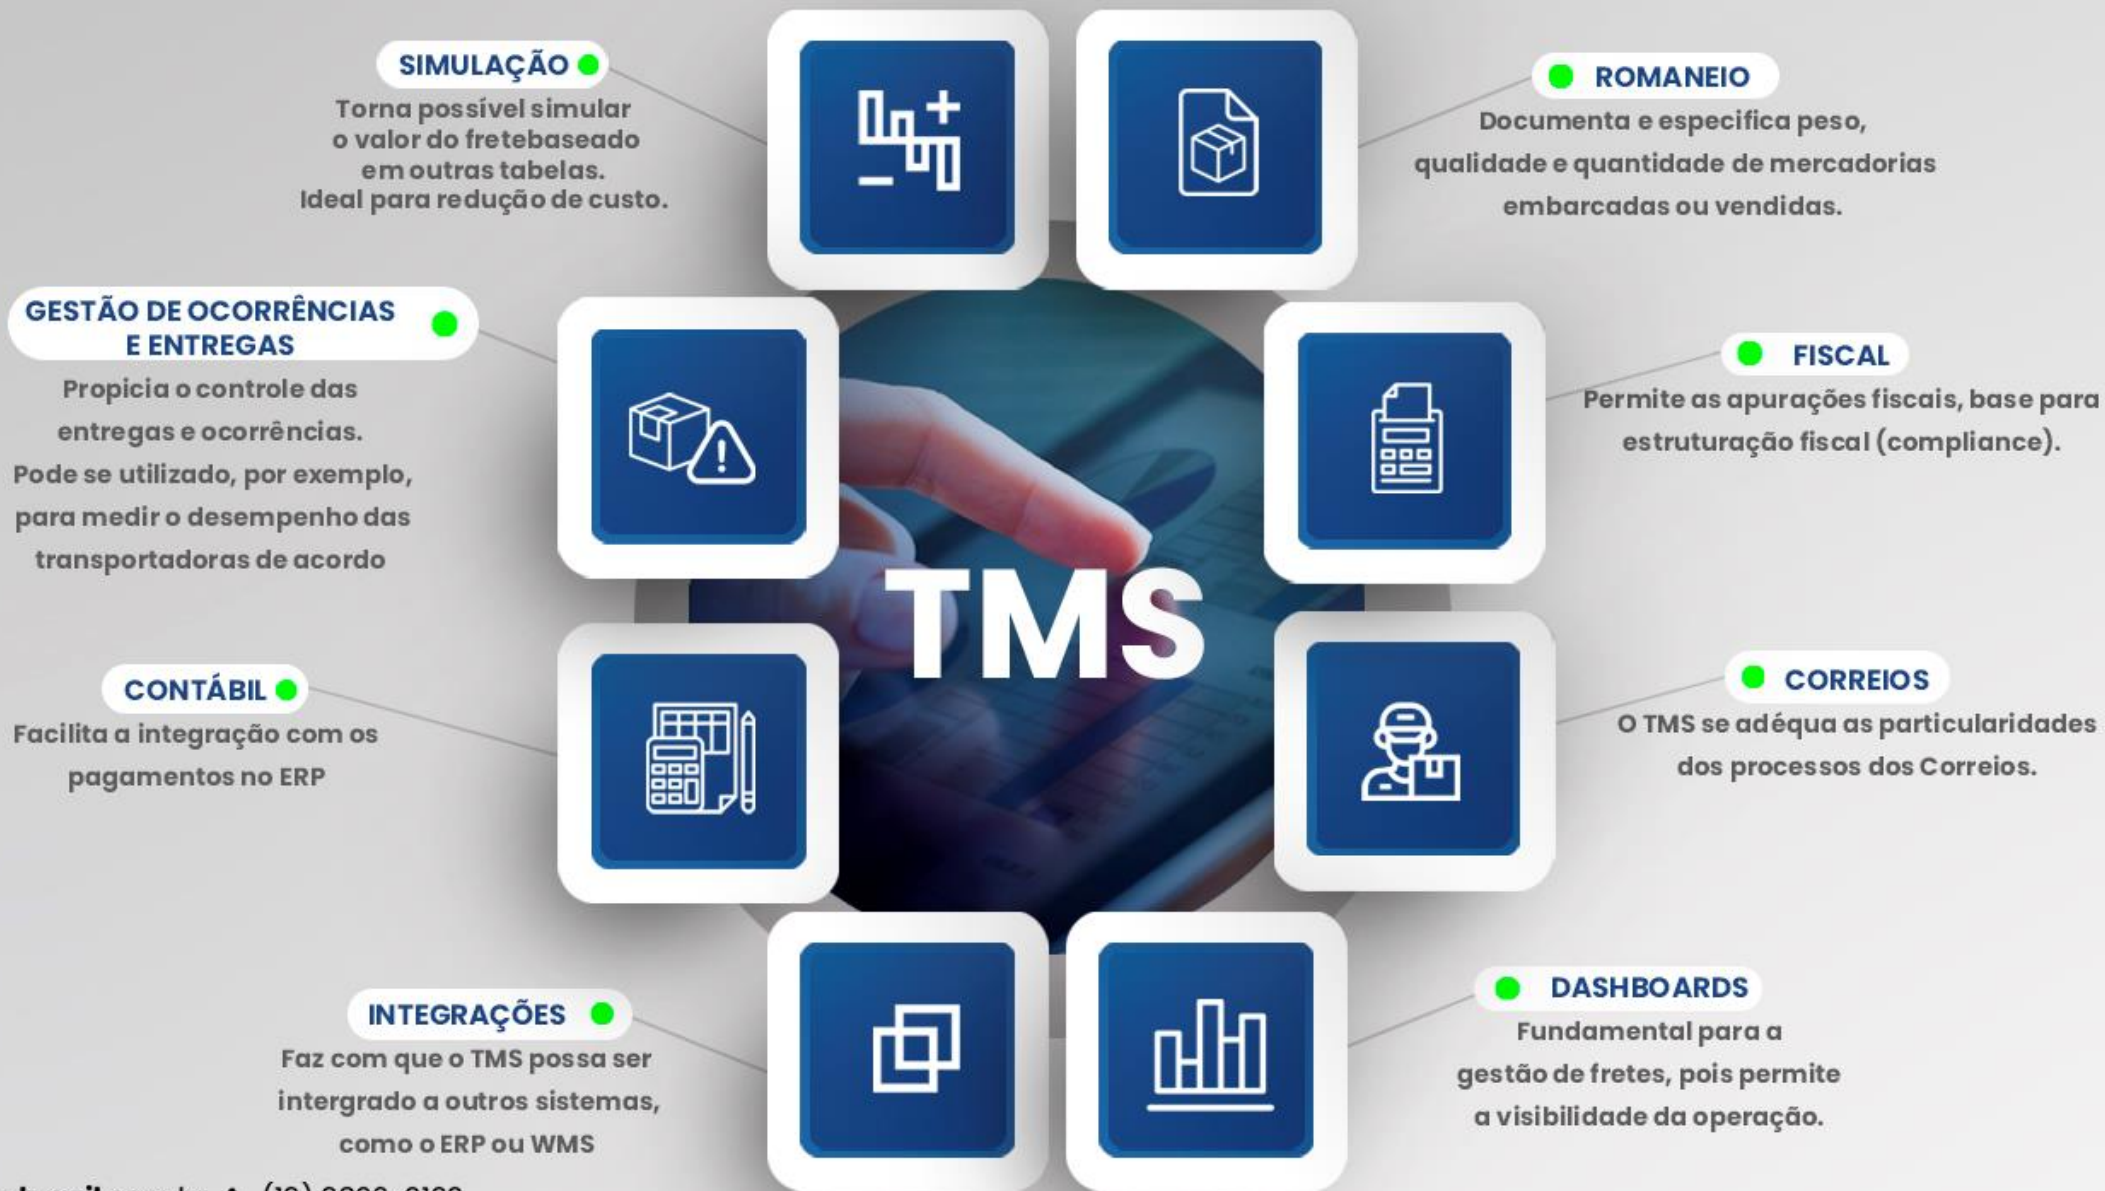 SIMULAÇÃO
Torna possível simular
o valor do fretebaseado
em outras tabelas.
Ideal para redução de custo.
ROMANEIO
Documenta e especifica peso,
qualidade e quantidade de mercadorias
embarcadas ou vendidas.
GESTÃO DE OCORRÊNCIAS
E ENTREGAS
Propicia o controle das
entregas e ocorrências.
Pode se utilizado, por exemplo,
para medir o desempenho das
transportadoras de acordo
FISCAL
Permite as apurações fiscais, base para
estruturação fiscal (compliance).
TMS
CONTÁBIL
Facilita a integração com os
pagamentos no ERP
CORREIOS
O TMS se adéqua as particularidades
dos processos dos Correios.
INTEGRAÇÕES
Faz com que o TMS possa ser
intergrado a outros sistemas,
como o ERP ou WMS
DASHBOARDS
Fundamental para a
gestão de fretes, pois permite
a visibilidade da operação.